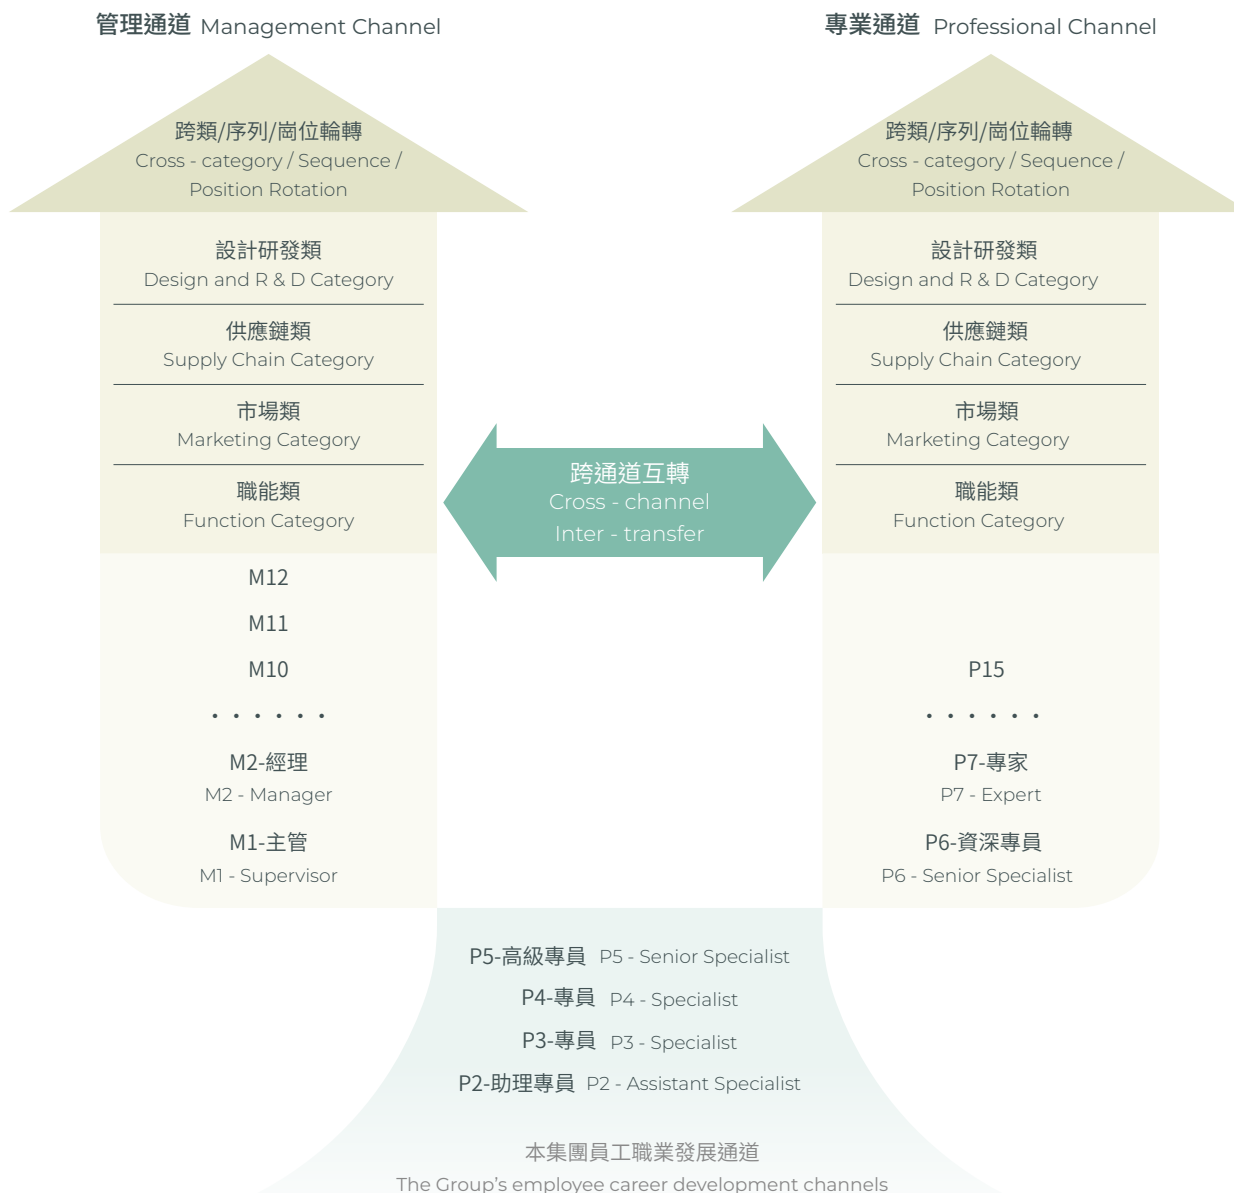 管理通道 Management Channel
跨類/序列/崗位輪轉
Cross - category / Sequence /
Position Rotation
設計研發類
Design and R & D Category
供應鏈類
Supply Chain Category
市場類
Marketing Category
職能類
Function Category
M12
M11
M10
· · · · · ·
M2-經理
M2 - Manager
M1-主管
M1 - Supervisor
跨通道互轉
Cross - channel
Inter - transfer
專業通道 Professional Channel
跨類/序列/崗位輪轉
Cross - category / Sequence /
Position Rotation
設計研發類
Design and R & D Category
供應鏈類
Supply Chain Category
市場類
Marketing Category
職能類
Function Category
P15
· · · · · ·
P7-專家
P7 - Expert
P6-資深專員
P6 - Senior Specialist
P5-高級專員 P5 - Senior Specialist
P4-專員 P4 - Specialist
P3-專員 P3 - Specialist
P2-助理專員 P2 - Assistant Specialist
本集團員工職業發展通道
The Group’s employee career development channels